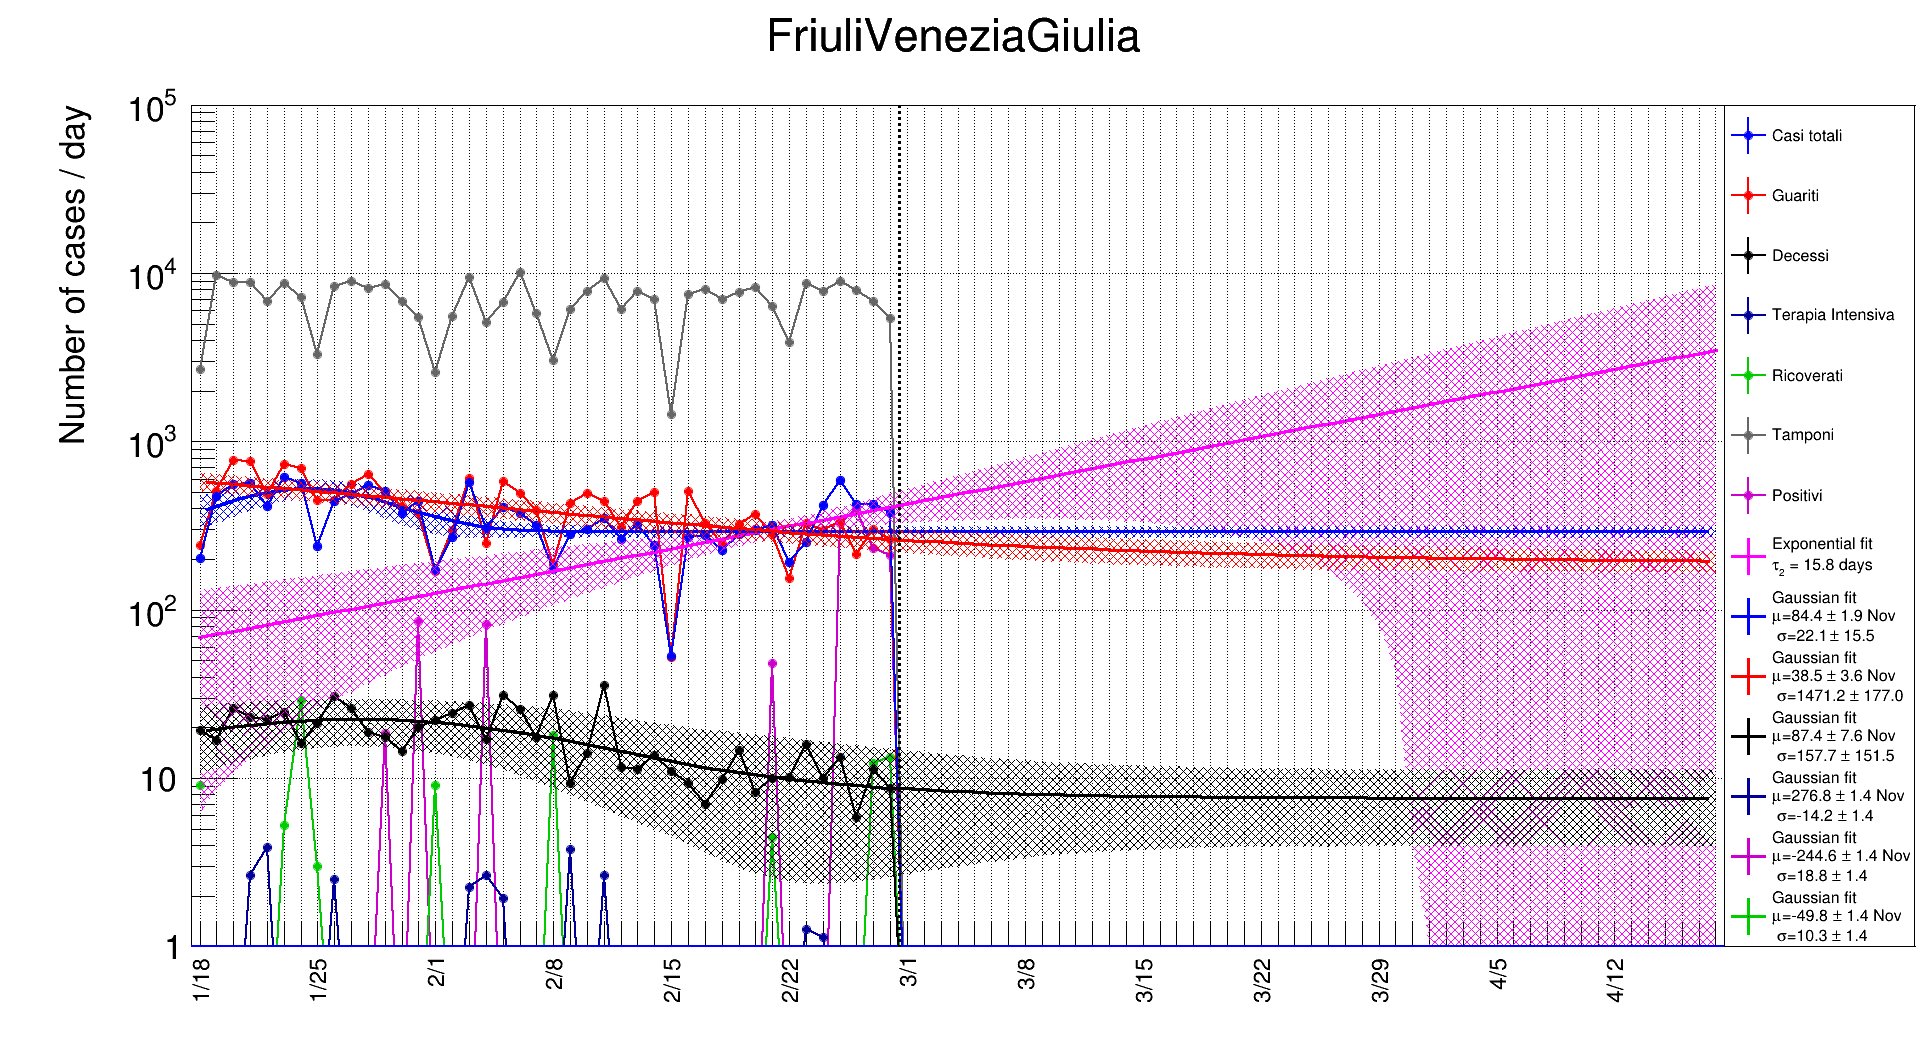 FriuliVeneziaGiulia
Number of cases / day
10^5
10^4
10^3
10^2
10
1
1/18
1/25
2/1
2/8
2/15
2/22
3/1
3/8
3/15
3/22
3/29
4/5
4/12
Casi totali
Guariti
Decessi
Terapia Intensiva
Ricoverati
Tamponi
Positivi
Exponential fit
τ₂ = 15.8 days
Gaussian fit
μ=84.4 ± 1.9 Nov
σ=22.1 ± 15.5
Gaussian fit
μ=38.5 ± 3.6 Nov
σ=1471.2 ± 177.0
Gaussian fit
μ=87.4 ± 7.6 Nov
σ=157.7 ± 151.5
Gaussian fit
μ=276.8 ± 1.4 Nov
σ=-14.2 ± 1.4
Gaussian fit
μ=-244.6 ± 1.4 Nov
σ=18.8 ± 1.4
Gaussian fit
μ=-49.8 ± 1.4 Nov
σ=10.3 ± 1.4